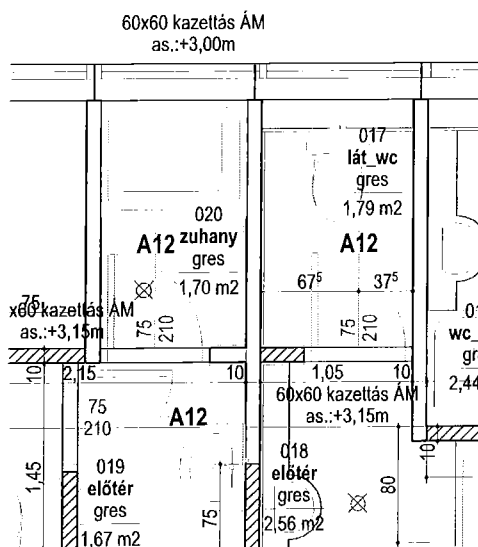 60x60 kazettás ÁM
as.:+3,00m
017
lát_wc
gres
1,79 m2
A12
67⁵
37⁵
75
210
020
zuhany
gres
1,70 m2
A12
75
210
75
x60 kazettás ÁM
as.:+3,15m
10
2,15
10
1,05
10
60x60 kazettás ÁM
as.:+3,15m
01
wc_
gre
2,44
75
210
A12
1,45
019
előtér
gres
1,67 m2
75
018
előtér
gres
2,56 m2
80
10